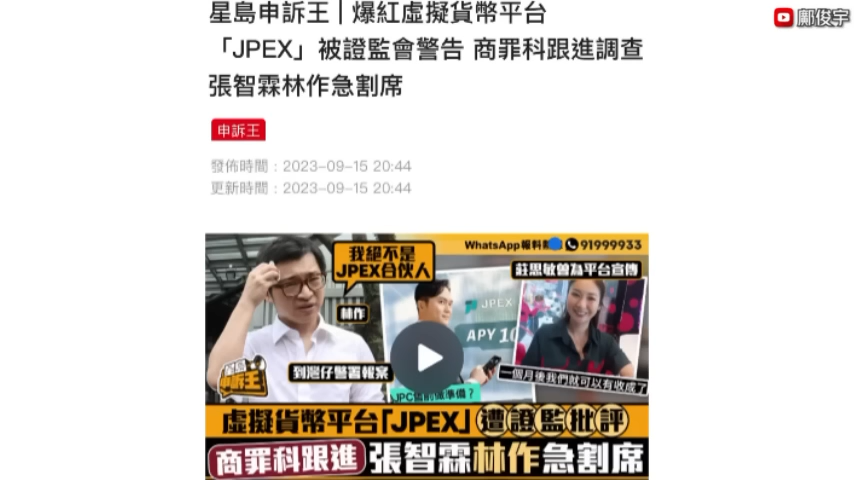 鄺俊宇
星島申訴王 | 爆紅虛擬貨幣平台
「JPEX」被證監會警告 商罪科跟進調查
張智霖林作急割席
申訴王
發佈時間：2023-09-15 20:44
更新時間：2023-09-15 20:44
WhatsApp報料 91999933
我絕不是
JPEX合伙人
莊思敏曾為平台宣傳
林作
JPEX
APY 10
到灣仔警署報案
星島
申訴王
一個月後我們就可以有收成了
JPC
做準備？
虛擬貨幣平台「JPEX」遭證監批評
商罪科跟進 張智霖林作急割席